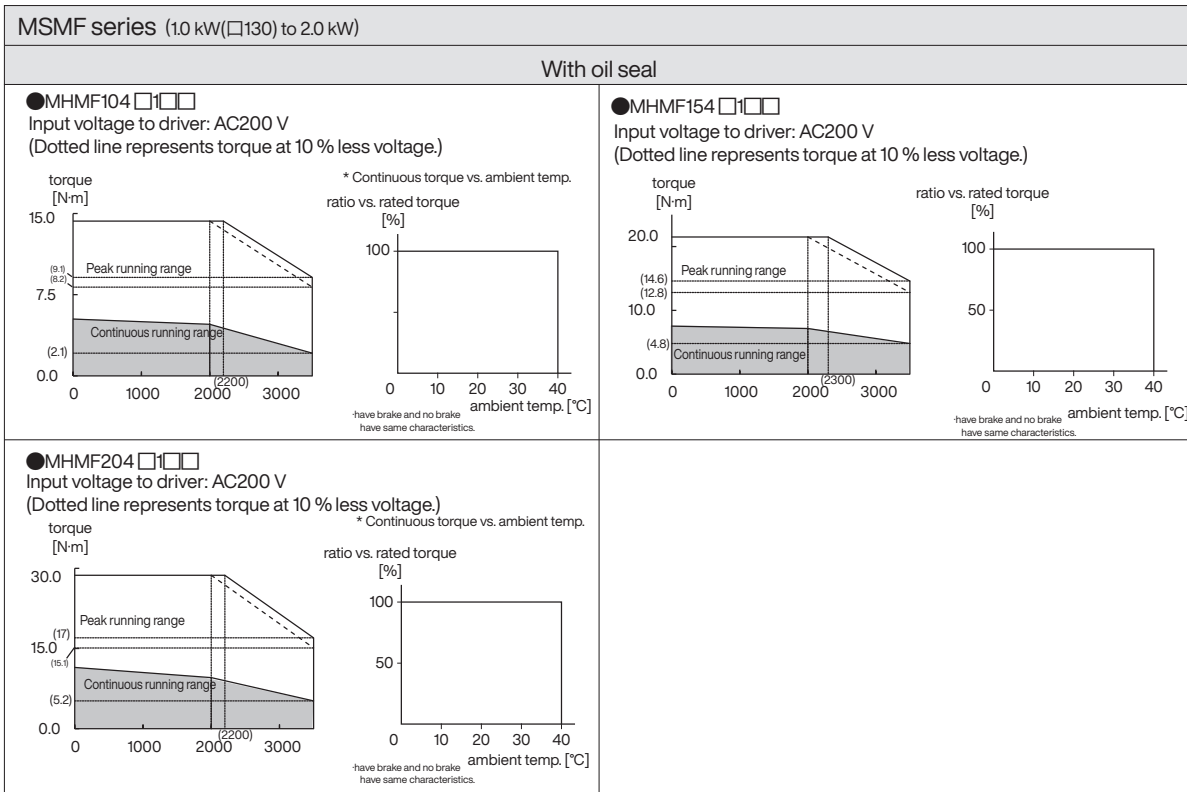 MSMF series (1.0 kW(□130) to 2.0 kW)
With oil seal
●MHMF104 □1□□
Input voltage to driver: AC200 V
(Dotted line represents torque at 10 % less voltage.)
* Continuous torque vs. ambient temp.
torque
[N·m]
15.0
(9.1)
(8.2)
7.5
(2.1)
0.0
Peak running range
Continuous running range
0 1000 2000 (2200) 3000
ratio vs. rated torque
[%]
100
0 10 20 30 40
ambient temp. [°C]
·have brake and no brake
have same characteristics.
●MHMF154 □1□□
Input voltage to driver: AC200 V
(Dotted line represents torque at 10 % less voltage.)
torque
[N·m]
20.0
(14.6)
(12.8)
10.0
(4.8)
0.0
Peak running range
Continuous running range
0 1000 2000 (2300) 3000
ratio vs. rated torque
[%]
100
50
0 10 20 30 40
ambient temp. [°C]
·have brake and no brake
have same characteristics.
●MHMF204 □1□□
Input voltage to driver: AC200 V
(Dotted line represents torque at 10 % less voltage.)
* Continuous torque vs. ambient temp.
torque
[N·m]
30.0
(17)
15.0
(15.1)
(5.2)
0.0
Peak running range
Continuous running range
0 1000 2000 (2200) 3000
ratio vs. rated torque
[%]
100
50
0 10 20 30 40
ambient temp. [°C]
·have brake and no brake
have same characteristics.